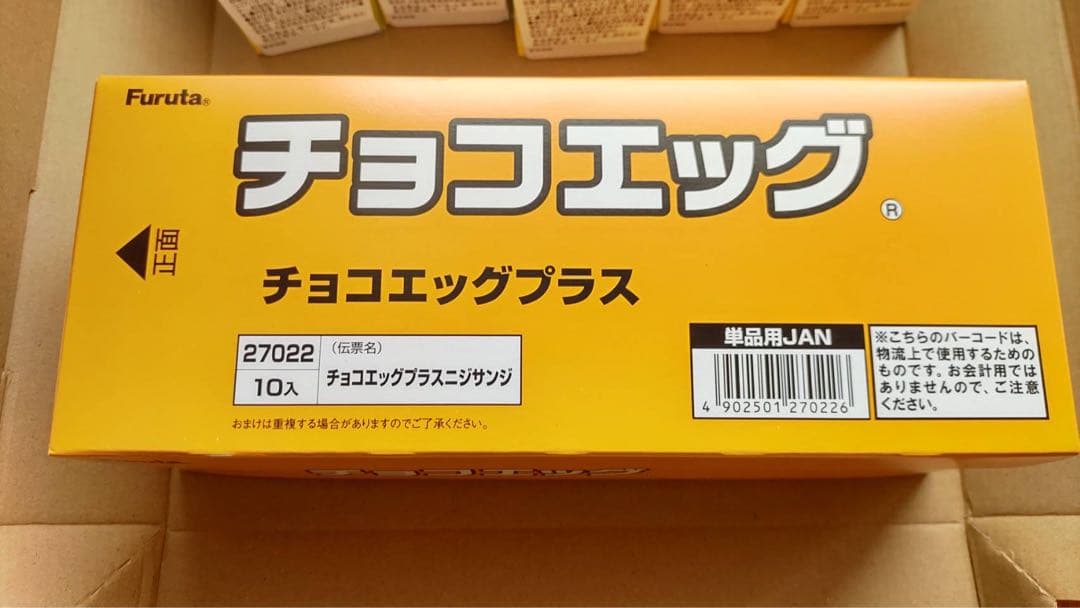 Furuta®
チョコエッグ®
正面
チョコエッグプラス
27022
(伝票名)
10入
チョコエッグプラスニジサンジ
おまけは重複する場合がありますのでご了承ください。
単品用JAN
4 902501 270226
※こちらのバーコードは、
物流上で使用するための
ものです。お会計用では
ありませんので、ご注意
ください。
チョコエッグ